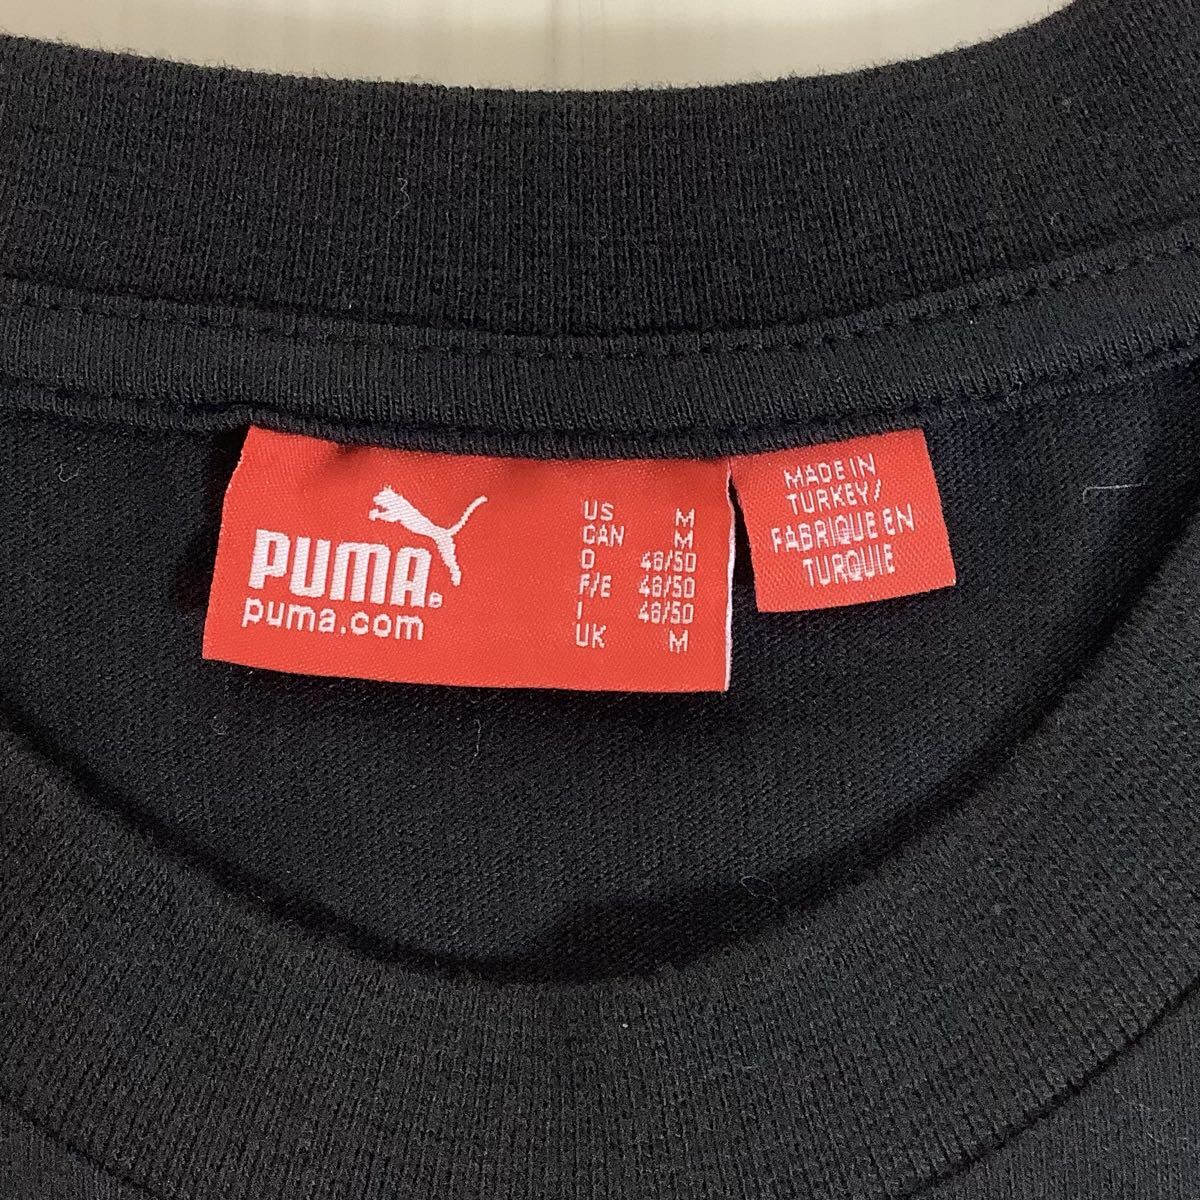 PUMA®
puma.com
US M
CAN M
D 48/50
F/E 48/50
I 48/50
UK M
MADE IN
TURKEY/
FABRIQUE EN
TURQUIE